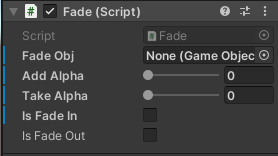 Fade (Script)
Script Fade
Fade Obj None (Game Objec
Add Alpha 0
Take Alpha 0
Is Fade In
Is Fade Out